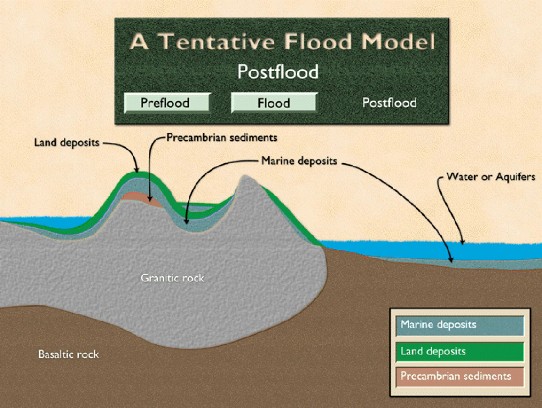 A Tentative Flood Model
Postflood
Preflood
Flood
Postflood
Land deposits
Precambrian sediments
Marine deposits
Water or Aquifers
Granitic rock
Basaltic rock
Marine deposits
Land deposits
Precambrian sediments